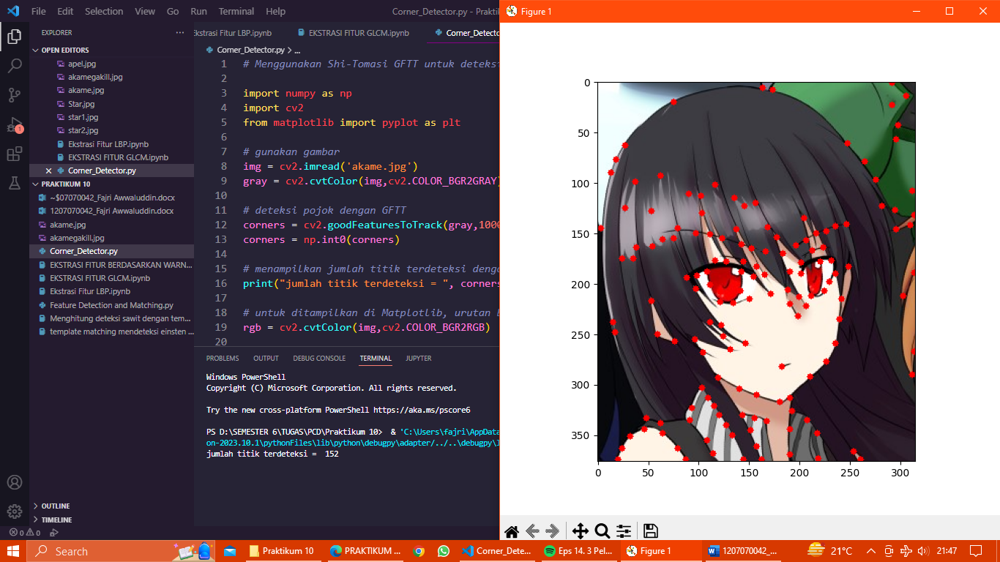 File Edit Selection View Go Run Terminal Help Corner_Detector.py - Prakti
Figure 1
EXPLORER
OPEN EDITORS
apel.jpg
akamegakill.jpg
akame.jpg
Star.jpg
star1.jpg
star2.jpg
Ekstrasi Fitur LBP.ipynb
EKSTRASI FITUR GLCM.ipynb
Corner_Detector.py
PRAKTIKUM 10
~$07070042_Fajri Awwaluddin.docx
1207070042_Fajri Awwaluddin.docx
akame.jpg
akamegakill.jpg
Corner_Detector.py
EKSTRASI FITUR BERDASARKAN WARN...
EKSTRASI FITUR GLCM.ipynb
Ekstrasi Fitur LBP.ipynb
Feature Detection and Matching.py
Menghitung deteksi sawit dengan tem...
template matching mendeteksi einsten ...
OUTLINE
TIMELINE
0 0
1
kstrasi Fitur LBP.ipynb EKSTRASI FITUR GLCM.ipynb Corner_Detecto
Corner_Detector.py > ...
1 # Menggunakan Shi-Tomasi GFTT untuk deteks
2
3 import numpy as np
4 import cv2
5 from matplotlib import pyplot as plt
6
7 # gunakan gambar
8 img = cv2.imread('akame.jpg')
9 gray = cv2.cvtColor(img,cv2.COLOR_BGR2GRAY)
10
11 # deteksi pojok dengan GFTT
12 corners = cv2.goodFeaturesToTrack(gray,1000
13 corners = np.int0(corners)
14
15 # menampilkan jumlah titik terdeteksi denga
16 print("jumlah titik terdeteksi = ", corners
17
18 # untuk ditampilkan di Matplotlib, urutan b
19 rgb = cv2.cvtColor(img,cv2.COLOR_BGR2RGB)
20
PROBLEMS OUTPUT DEBUG CONSOLE TERMINAL JUPYTER
Windows PowerShell
Copyright (C) Microsoft Corporation. All rights reserved.
Try the new cross-platform PowerShell https://aka.ms/pscore6
PS D:\SEMESTER 6\TUGAS\PCD\Praktikum 10> & 'C:\Users\fajri\AppData
on-2023.10.1\pythonFiles\lib\python\debugpy\adapter/../..\debugpy\l
jumlah titik terdeteksi = 152
0
50
100
150
200
250
300
350
0 50 100 150 200 250 300
Search Praktikum 10 PRAKTIKUM ... Corner_Dete... Eps 14. 3 Pel... Figure 1 1207070042_... 21°C 21:47